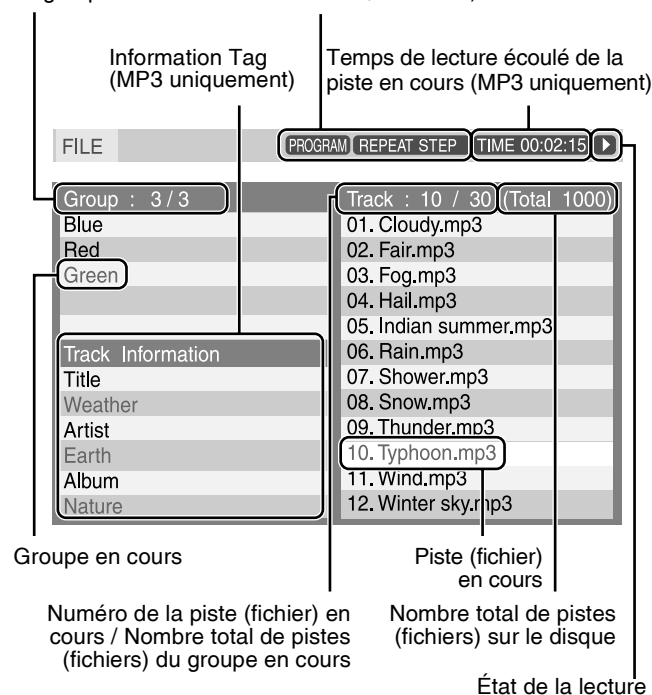 Information Tag
(MP3 uniquement)
Temps de lecture écoulé de la
piste en cours (MP3 uniquement)
FILE
PROGRAM REPEAT STEP TIME 00:02:15
Group : 3 / 3
Blue
Red
Green
Track Information
Title
Weather
Artist
Earth
Album
Nature
Track : 10 / 30 (Total 1000)
01. Cloudy.mp3
02. Fair.mp3
03. Fog.mp3
04. Hail.mp3
05. Indian summer.mp3
06. Rain.mp3
07. Shower.mp3
08. Snow.mp3
09. Thunder.mp3
10. Typhoon.mp3
11. Wind.mp3
12. Winter sky.mp3
Groupe en cours
Piste (fichier)
en cours
Numéro de la piste (fichier) en
cours / Nombre total de pistes
(fichiers) du groupe en cours
Nombre total de pistes
(fichiers) sur le disque
État de la lecture